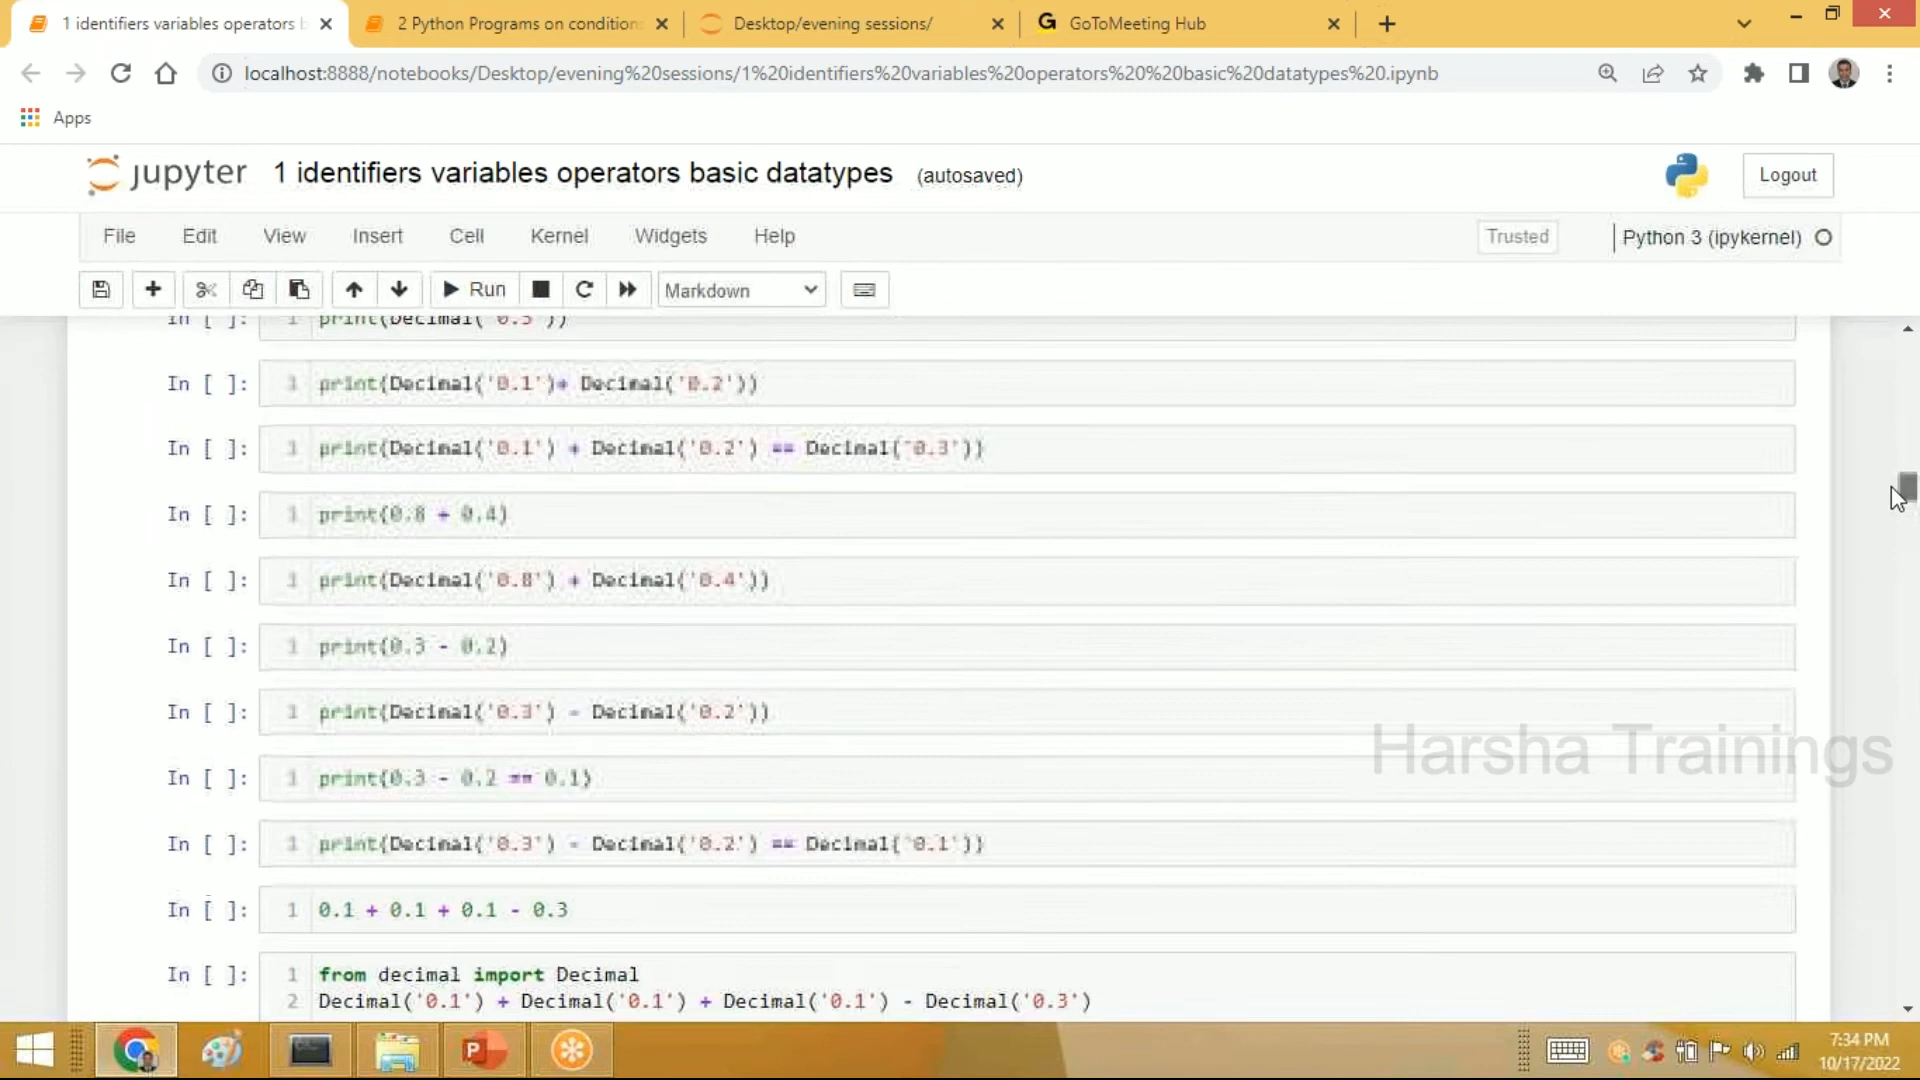 1 identifiers variables operators b
2 Python Programs on condition
Desktop/evening sessions/
GoToMeeting Hub
localhost:8888/notebooks/Desktop/evening%20sessions/1%20identifiers%20variables%20operators%20%20basic%20datatypes%20.ipynb
Apps
jupyter 1 identifiers variables operators basic datatypes (autosaved)
Logout
File Edit View Insert Cell Kernel Widgets Help
Trusted
Python 3 (ipykernel)
Run
Markdown
In [ ]: 1 print(Decimal('0.3'))
In [ ]: 1 print(Decimal('0.1')+ Decimal('0.2'))
In [ ]: 1 print(Decimal('0.1') + Decimal('0.2') == Decimal('0.3'))
In [ ]: 1 print(0.8 + 0.4)
In [ ]: 1 print(Decimal('0.8') + Decimal('0.4'))
In [ ]: 1 print(0.3 - 0.2)
In [ ]: 1 print(Decimal('0.3') - Decimal('0.2'))
In [ ]: 1 print(0.3 - 0.2 == 0.1)
In [ ]: 1 print(Decimal('0.3') - Decimal('0.2') == Decimal('0.1'))
In [ ]: 1 0.1 + 0.1 + 0.1 - 0.3
In [ ]: 1 from decimal import Decimal
2 Decimal('0.1') + Decimal('0.1') + Decimal('0.1') - Decimal('0.3')
Harsha Trainings
7:34 PM
10/17/2022